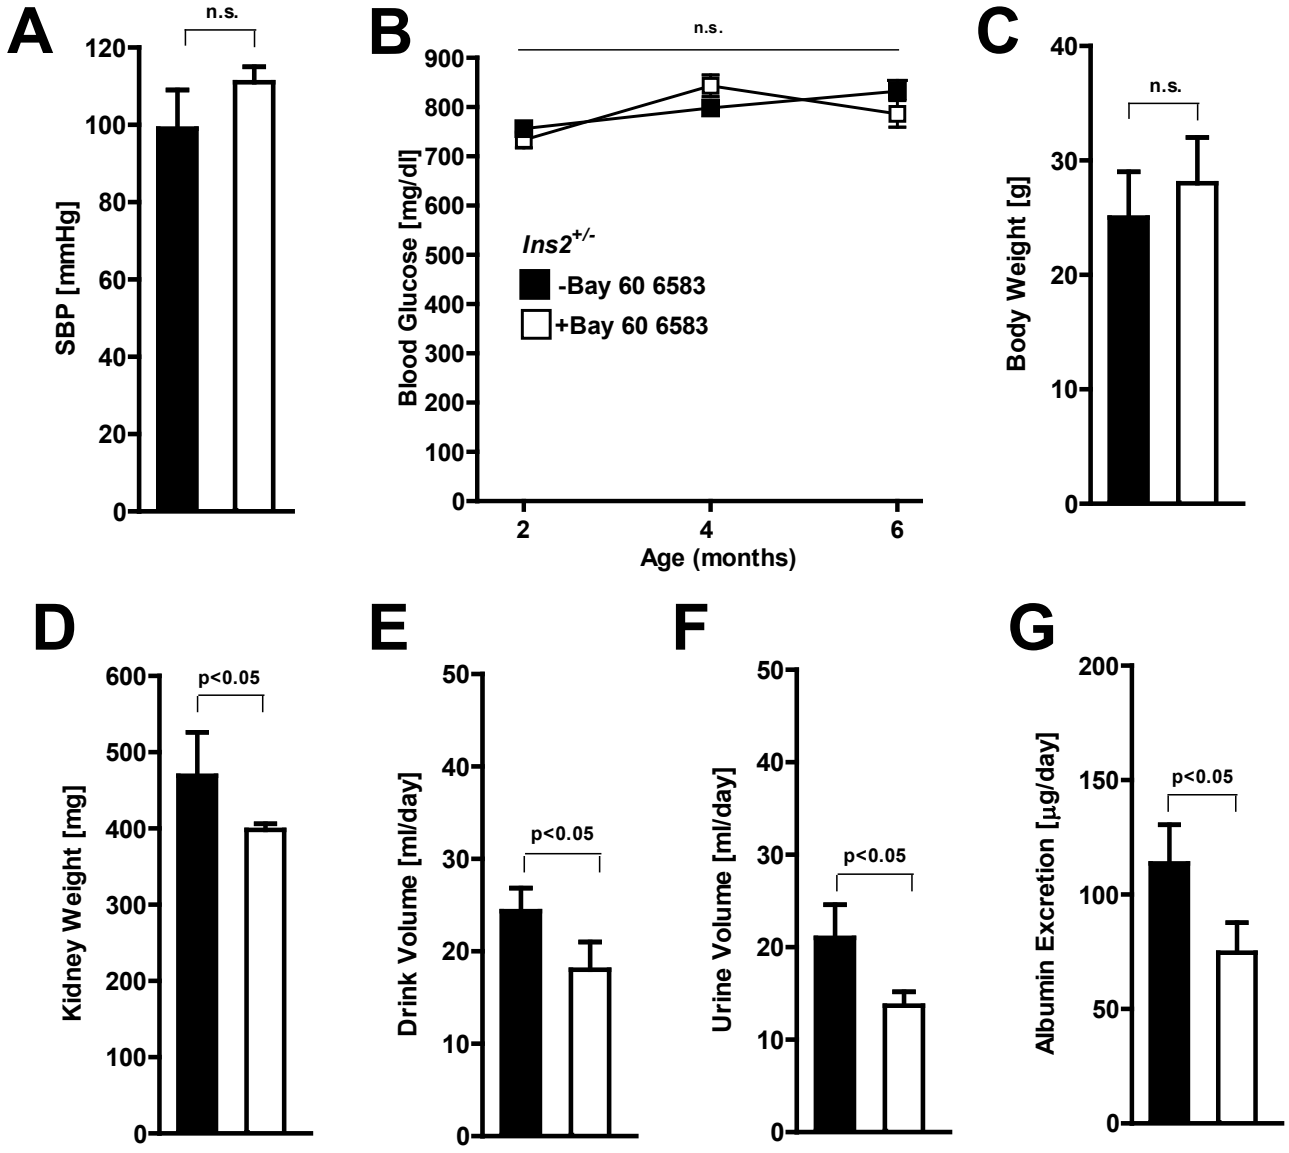 A
n.s.
120
100
80
60
40
20
0
SBP [mmHg]
B
n.s.
900
800
700
600
500
400
300
200
100
0
Blood Glucose [mg/dl]
Ins2+/-
-Bay 60 6583
+Bay 60 6583
2 4 6
Age (months)
C
n.s.
40
30
20
10
0
Body Weight [g]
D
p<0.05
600
500
400
300
200
100
0
Kidney Weight [mg]
E
p<0.05
50
40
30
20
10
0
Drink Volume [ml/day]
F
p<0.05
50
40
30
20
10
0
Urine Volume [ml/day]
G
p<0.05
200
150
100
50
0
Albumin Excretion [μg/day]